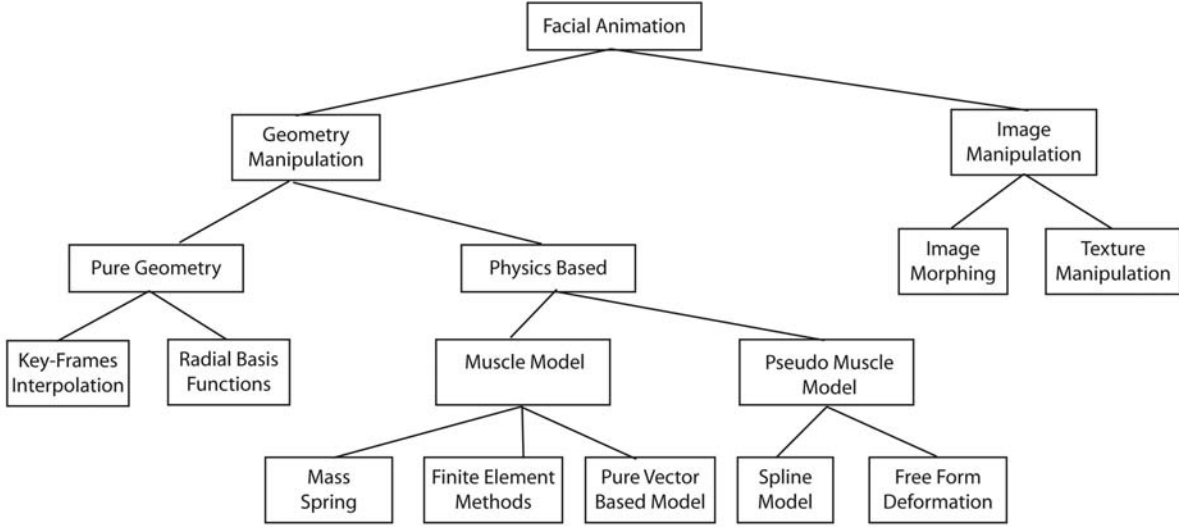 Facial Animation
Geometry
Manipulation
Image
Manipulation
Pure Geometry
Physics Based
Image
Morphing
Texture
Manipulation
Key-Frames
Interpolation
Radial Basis
Functions
Muscle Model
Pseudo Muscle
Model
Mass
Spring
Finite Element
Methods
Pure Vector
Based Model
Spline
Model
Free Form
Deformation